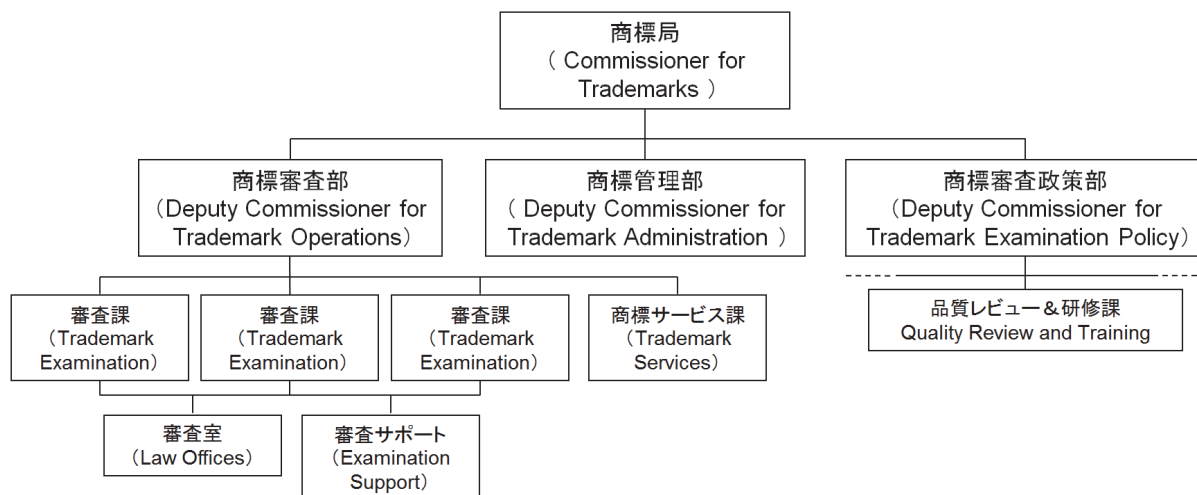 商標局
（ Commissioner for
Trademarks ）
商標審査部
（Deputy Commissioner for
Trademark Operations）
商標管理部
（ Deputy Commissioner for
Trademark Administration ）
商標審査政策部
（Deputy Commissioner for
Trademark Examination Policy）
審査課
（Trademark
Examination）
審査課
（Trademark
Examination）
審査課
（Trademark
Examination）
商標サービス課
（Trademark
Services）
品質レビュー＆研修課
Quality Review and Training
審査室
（Law Offices）
審査サポート
（Examination
Support）